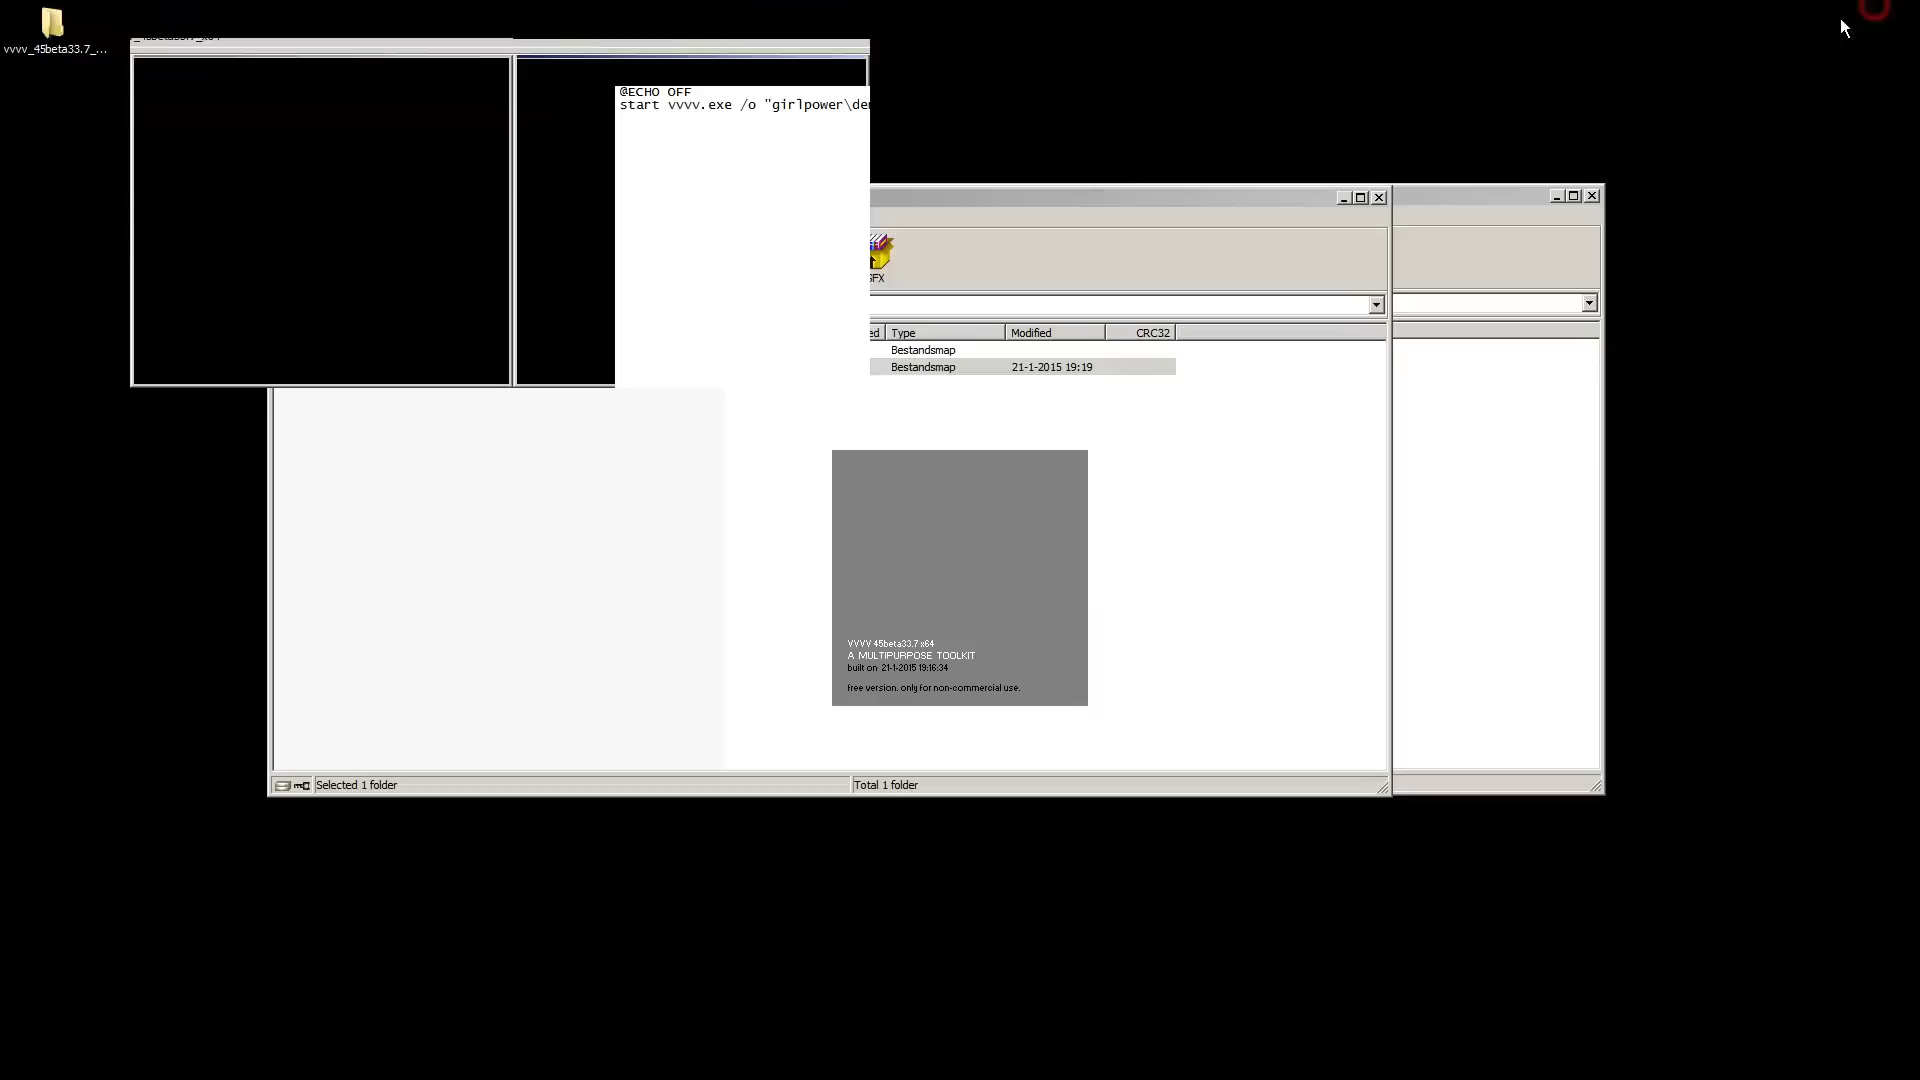 vvvv_45beta33.7_...
_45beta33.7_x64
@ECHO OFF
start vvvv.exe /o "girlpower\de
SFX
ed Type Modified CRC32
Bestandsmap
Bestandsmap 21-1-2015 19:19
VVVV 45beta33.7 x64
A MULTIPURPOSE TOOLKIT
built on 21-1-2015 19:16:34
free version. only for non-commercial use.
Selected 1 folder Total 1 folder